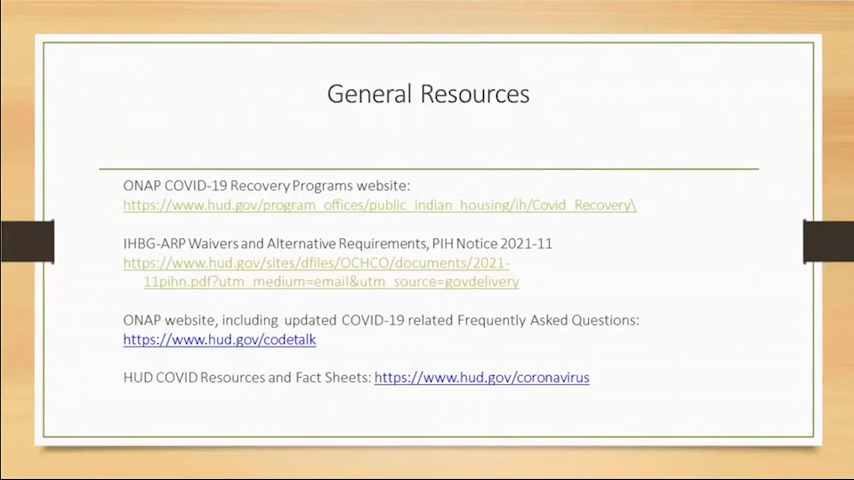 General Resources
ONAP COVID-19 Recovery Programs website:
https://www.hud.gov/program_offices/public_indian_housing/ih/Covid_Recovery\
IHBG-ARP Waivers and Alternative Requirements, PIH Notice 2021-11
https://www.hud.gov/sites/dfiles/OCHCO/documents/2021-
11pihn.pdf?utm_medium=email&utm_source=govdelivery
ONAP website, including updated COVID-19 related Frequently Asked Questions:
https://www.hud.gov/codetalk
HUD COVID Resources and Fact Sheets: https://www.hud.gov/coronavirus